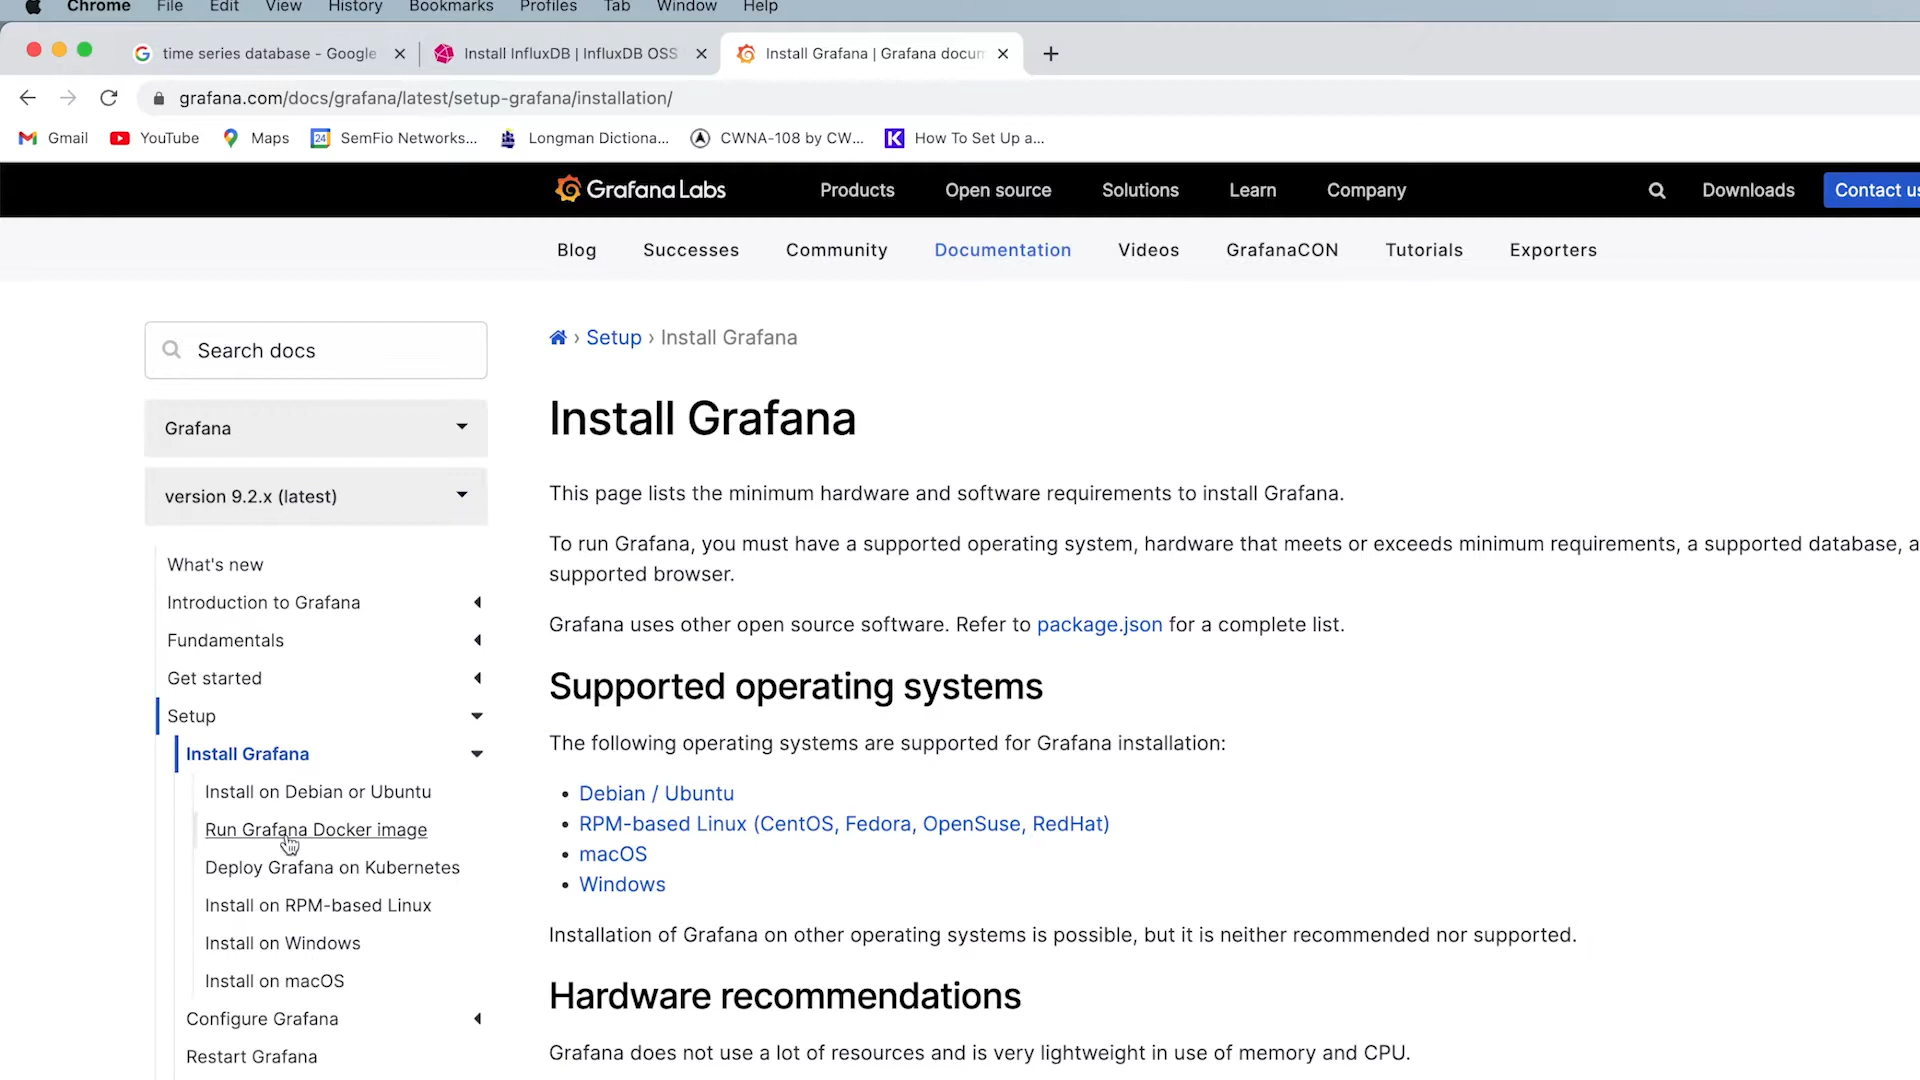 Chrome File Edit View History Bookmarks Profiles Tab Window Help
time series database - Google
Install InfluxDB | InfluxDB OSS
Install Grafana | Grafana docum
grafana.com/docs/grafana/latest/setup-grafana/installation/
Gmail YouTube Maps 24 SemFio Networks... Longman Dictiona... CWNA-108 by CW... K How To Set Up a...
Grafana Labs Products Open source Solutions Learn Company Downloads Contact us
Blog Successes Community Documentation Videos GrafanaCON Tutorials Exporters
Search docs
Grafana
version 9.2.x (latest)
What's new
Introduction to Grafana
Fundamentals
Get started
Setup
Install Grafana
Install on Debian or Ubuntu
Run Grafana Docker image
Deploy Grafana on Kubernetes
Install on RPM-based Linux
Install on Windows
Install on macOS
Configure Grafana
Restart Grafana
› Setup › Install Grafana
Install Grafana
This page lists the minimum hardware and software requirements to install Grafana.
To run Grafana, you must have a supported operating system, hardware that meets or exceeds minimum requirements, a supported database, a
supported browser.
Grafana uses other open source software. Refer to package.json for a complete list.
Supported operating systems
The following operating systems are supported for Grafana installation:
• Debian / Ubuntu
• RPM-based Linux (CentOS, Fedora, OpenSuse, RedHat)
• macOS
• Windows
Installation of Grafana on other operating systems is possible, but it is neither recommended nor supported.
Hardware recommendations
Grafana does not use a lot of resources and is very lightweight in use of memory and CPU.